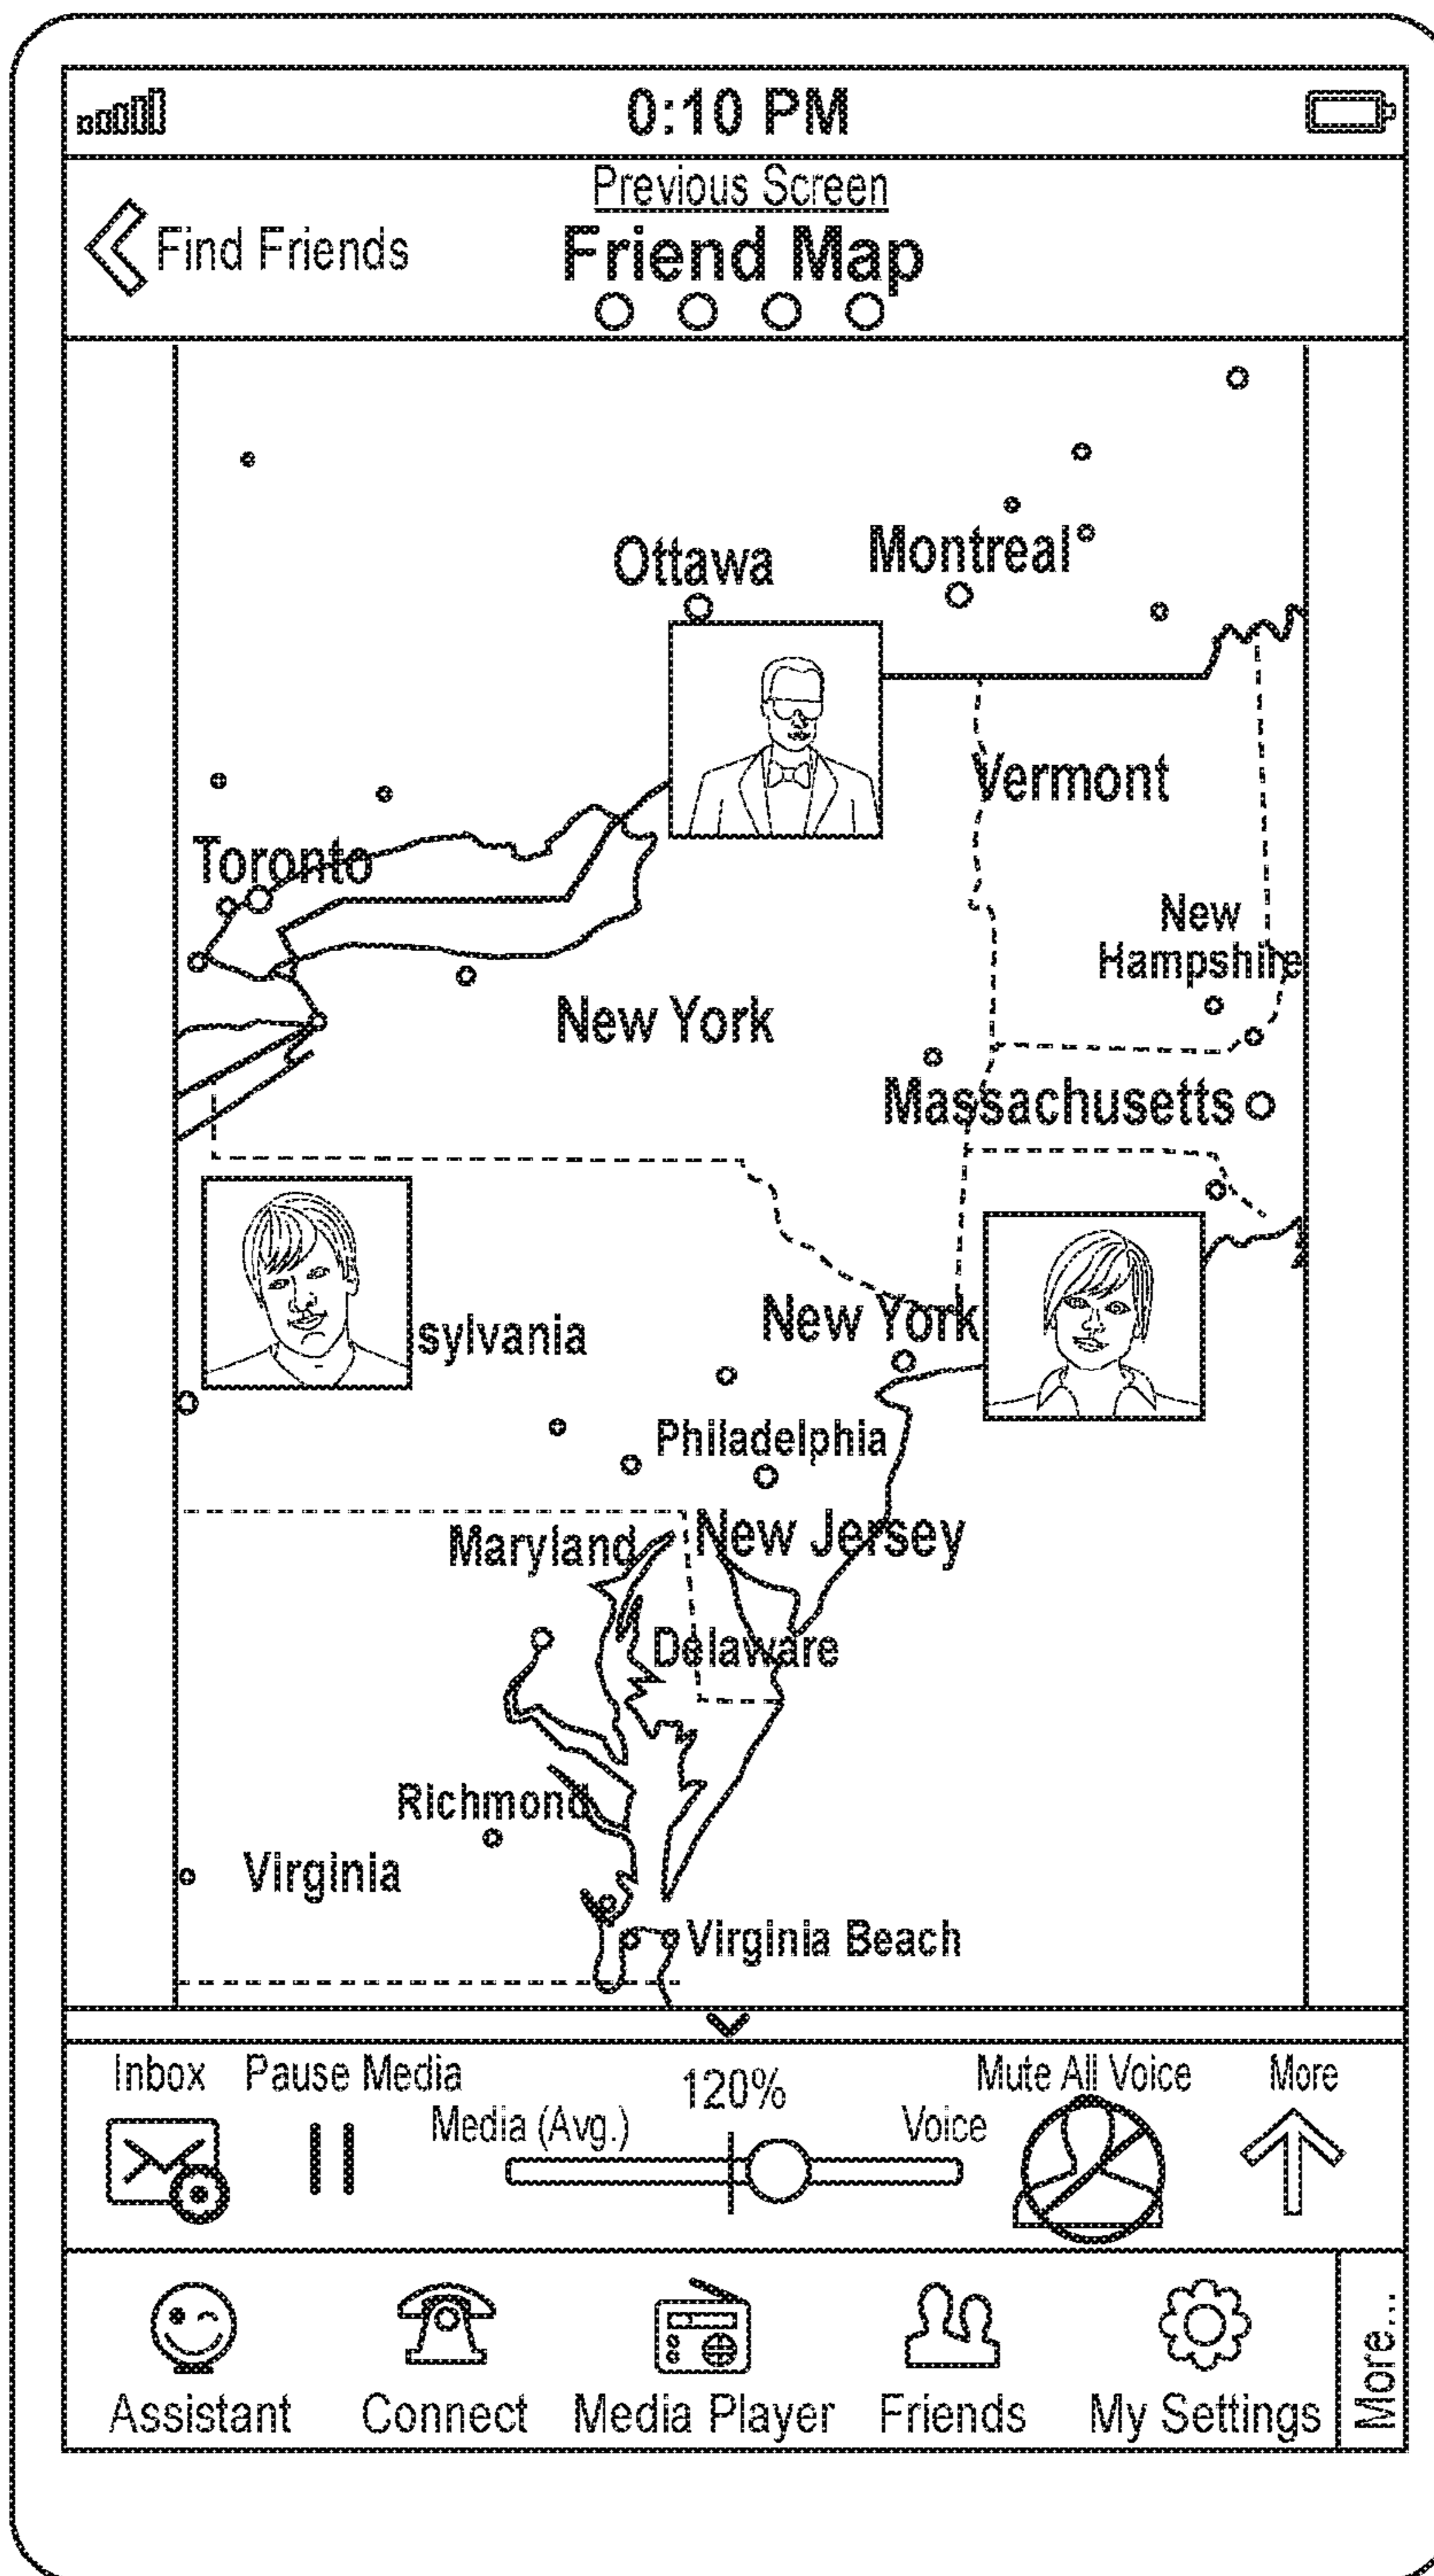 0:10 PM
Previous Screen
Find Friends
Friend Map
Ottawa
Montreal
Vermont
Toronto
New
Hampshire
New York
Massachusetts
New York
sylvania
Philadelphia
New Jersey
Maryland
Delaware
Richmond
Virginia
Virginia Beach
Inbox
Pause Media
120%
Mute All Voice
More
Media (Avg.)
Voice
Assistant
Connect
Media Player
Friends
My Settings
More...